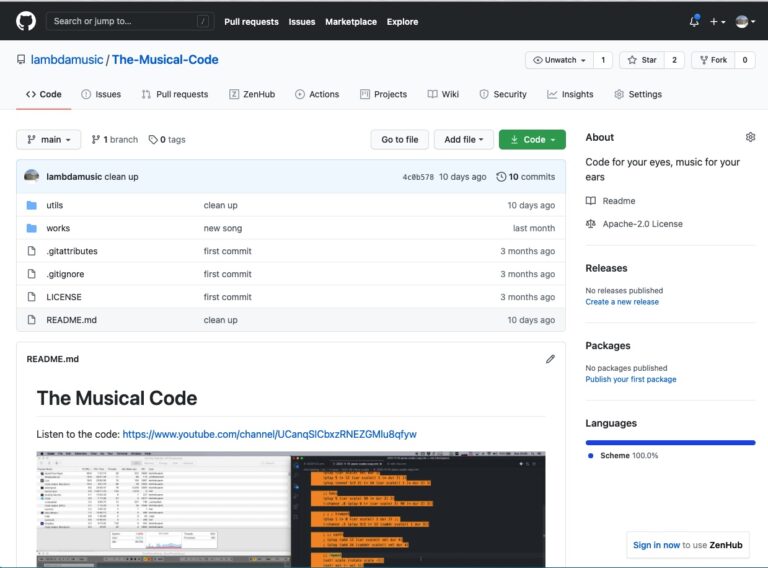 Search or jump to... / Pull requests Issues Marketplace Explore
lambdamusic / The-Musical-Code Unwatch 1 Star 2 Fork 0
Code Issues Pull requests ZenHub Actions Projects Wiki Security Insights Settings
main 1 branch 0 tags Go to file Add file Code
lambdamusic clean up 4c0b578 10 days ago 10 commits
utils clean up 10 days ago
works new song last month
.gitattributes first commit 3 months ago
.gitignore first commit 3 months ago
LICENSE first commit 3 months ago
README.md clean up 10 days ago
README.md
The Musical Code
Listen to the code: https://www.youtube.com/channel/UCanqSlCbxzRNEZGMlu8qfyw
About
Code for your eyes, music for your
ears
Readme
Apache-2.0 License
Releases
No releases published
Create a new release
Packages
No packages published
Publish your first package
Languages
Scheme 100.0%
Sign in now to use ZenHub